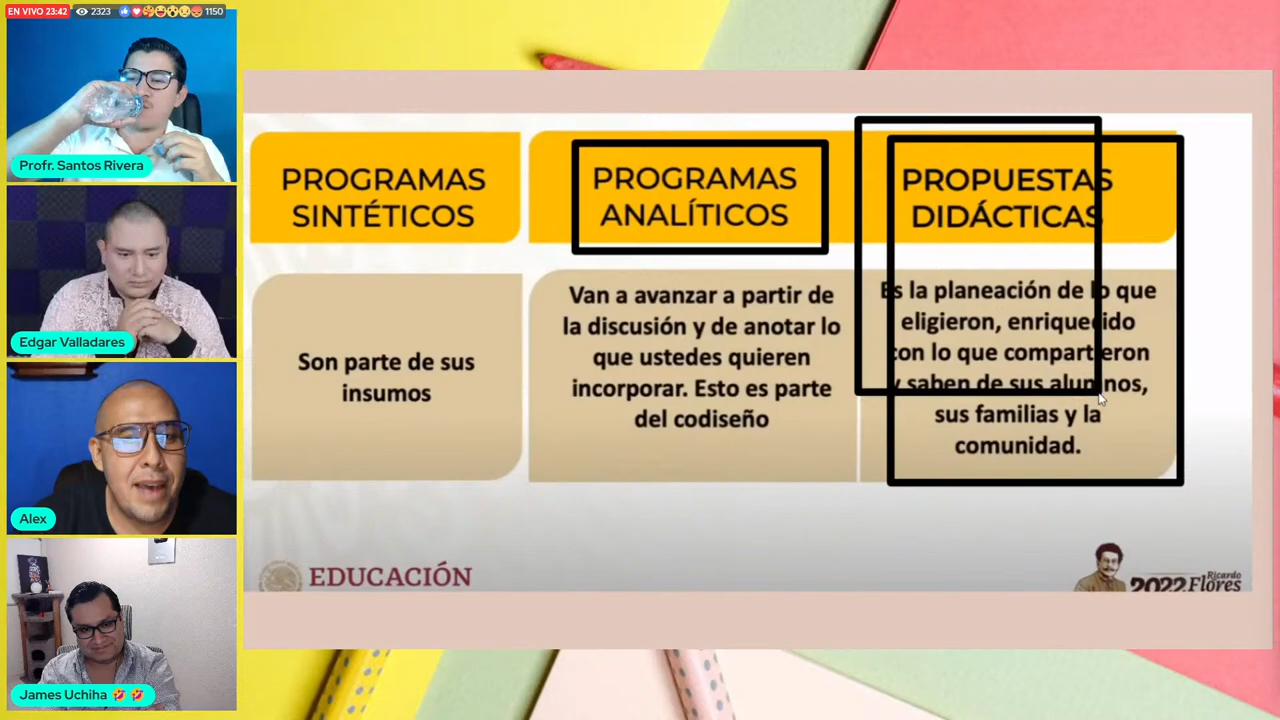 EN VIVO 23:42 2323 1150
Profr. Santos Rivera
Edgar Valladares
Alex
James Uchiha 🤣 🤣
PROGRAMAS
SINTÉTICOS
Son parte de sus
insumos
PROGRAMAS
ANALÍTICOS
Van a avanzar a partir de
la discusión y de anotar lo
que ustedes quieren
incorporar. Esto es parte
del codiseño
PROPUESTAS
DIDÁCTICAS
Es la planeación de lo que
eligieron, enriquecido
con lo que compartieron
y saben de sus alumnos,
sus familias y la
comunidad.
EDUCACIÓN
2022 Ricardo
Flores